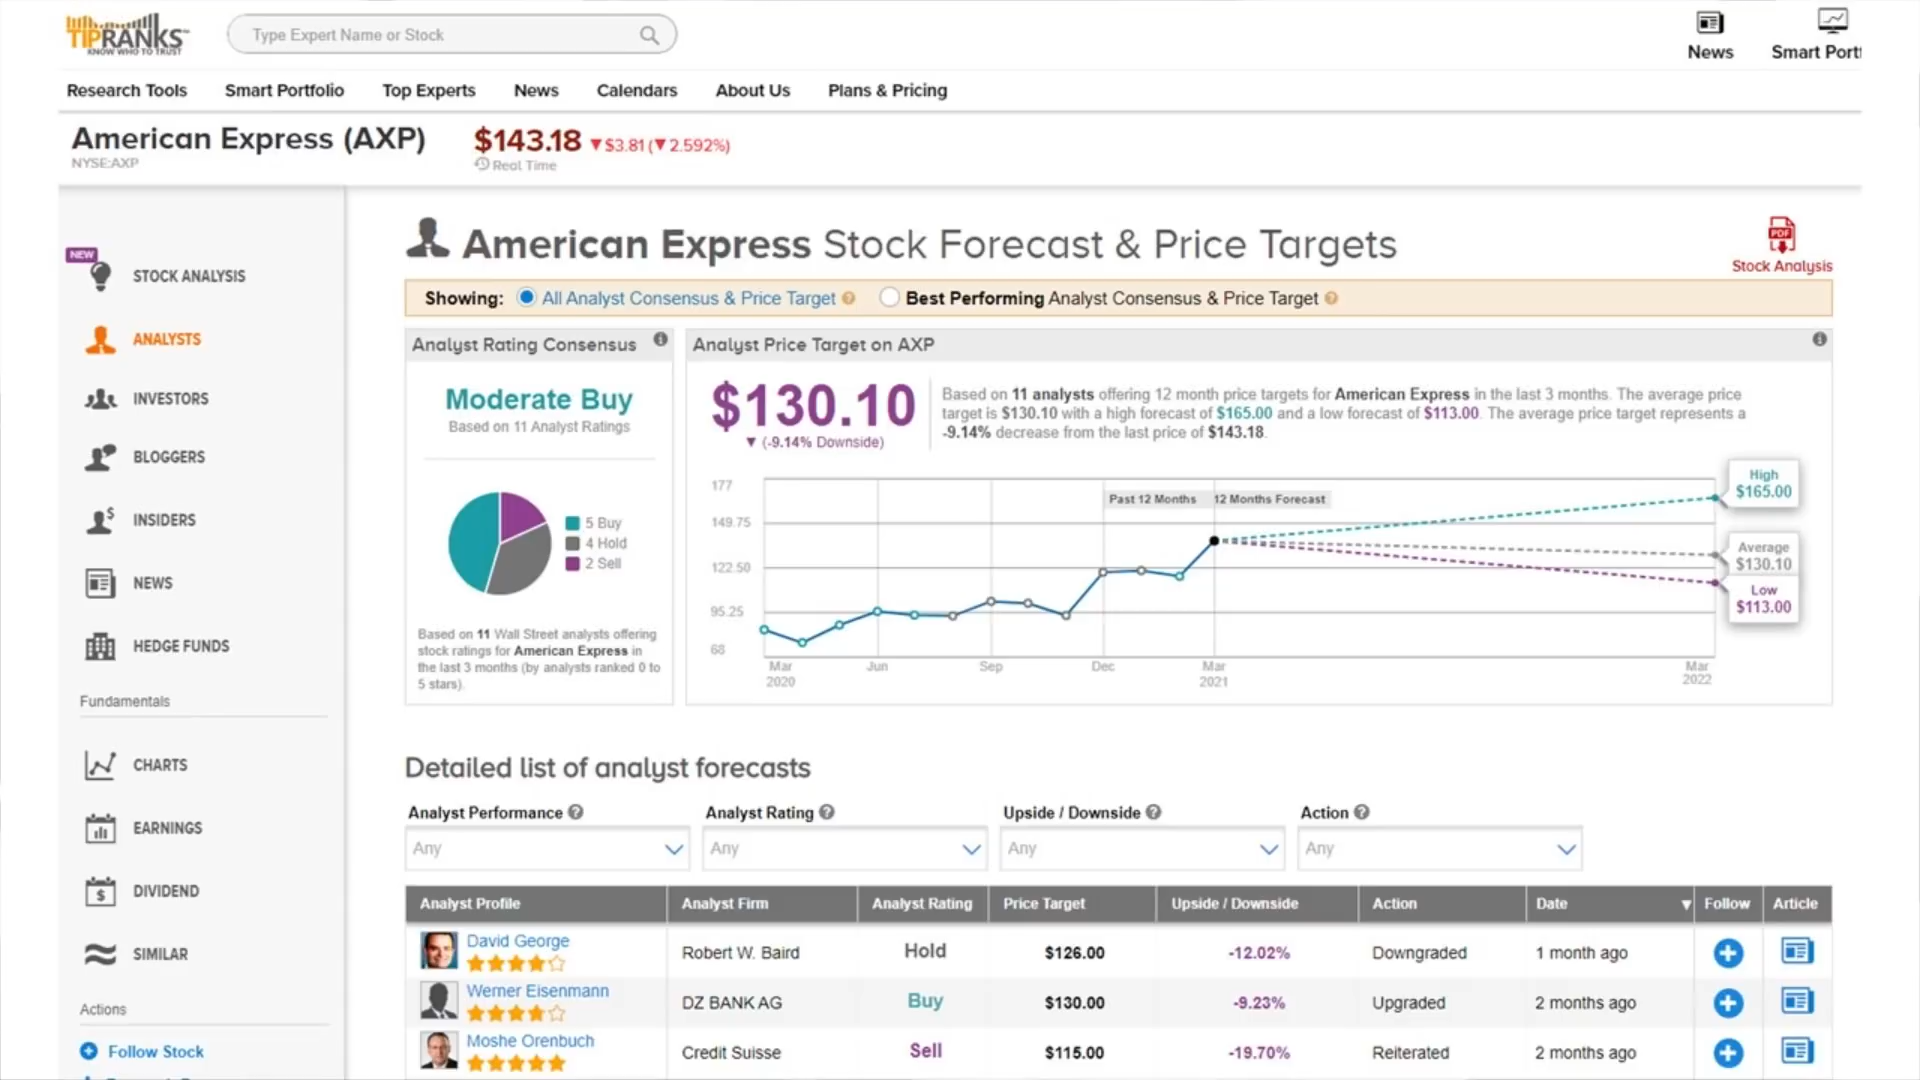 TIPRANKS
KNOW WHO TO TRUST
Type Expert Name or Stock
News
Smart Portf
Research Tools
Smart Portfolio
Top Experts
News
Calendars
About Us
Plans & Pricing
American Express (AXP)
NYSE:AXP
$143.18 ▼$3.81 (▼2.592%)
Real Time
NEW
STOCK ANALYSIS
ANALYSTS
INVESTORS
BLOGGERS
INSIDERS
NEWS
HEDGE FUNDS
Fundamentals
CHARTS
EARNINGS
DIVIDEND
SIMILAR
Actions
Follow Stock
American Express Stock Forecast & Price Targets
PDF
Stock Analysis
Showing: All Analyst Consensus & Price Target ? Best Performing Analyst Consensus & Price Target ?
Analyst Rating Consensus
Moderate Buy
Based on 11 Analyst Ratings
5 Buy
4 Hold
2 Sell
Based on 11 Wall Street analysts offering
stock ratings for American Express in
the last 3 months (by analysts ranked 0 to
5 stars).
Analyst Price Target on AXP
$130.10
▼ (-9.14% Downside)
Based on 11 analysts offering 12 month price targets for American Express in the last 3 months. The average price
target is $130.10 with a high forecast of $165.00 and a low forecast of $113.00. The average price target represents a
-9.14% decrease from the last price of $143.18.
177
149.75
122.50
95.25
68
Past 12 Months
12 Months Forecast
High
$165.00
Average
$130.10
Low
$113.00
Mar
2020
Jun
Sep
Dec
Mar
2021
Mar
2022
Detailed list of analyst forecasts
Analyst Performance ? Analyst Rating ? Upside / Downside ? Action ?
Any Any Any Any
Analyst Profile Analyst Firm Analyst Rating Price Target Upside / Downside Action Date ▼ Follow Article
David George Robert W. Baird Hold $126.00 -12.02% Downgraded 1 month ago
Werner Eisenmann DZ BANK AG Buy $130.00 -9.23% Upgraded 2 months ago
Moshe Orenbuch Credit Suisse Sell $115.00 -19.70% Reiterated 2 months ago